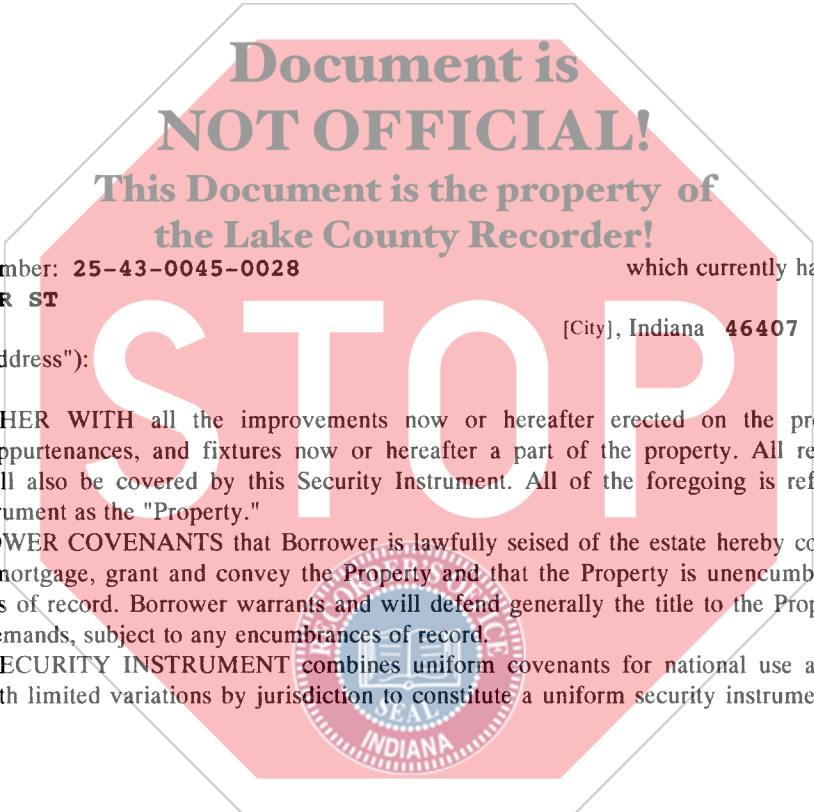 Document is
NOT OFFICIAL!
This Document is the property of
the Lake County Recorder!
mber: 25-43-0045-0028 which currently ha
R ST
[City], Indiana 46407
ddress"):
STOP
HER WITH all the improvements now or hereafter erected on the pr
ppurtenances, and fixtures now or hereafter a part of the property. All re
ll also be covered by this Security Instrument. All of the foregoing is ref
rument as the "Property."
OWER COVENANTS that Borrower is lawfully seised of the estate hereby co
mortgage, grant and convey the Property and that the Property is unencumb
s of record. Borrower warrants and will defend generally the title to the Prop
emands, subject to any encumbrances of record.
ECURITY INSTRUMENT combines uniform covenants for national use a
th limited variations by jurisdiction to constitute a uniform security instrume
RECORDER'S OFFICE
SEAL
INDIANA